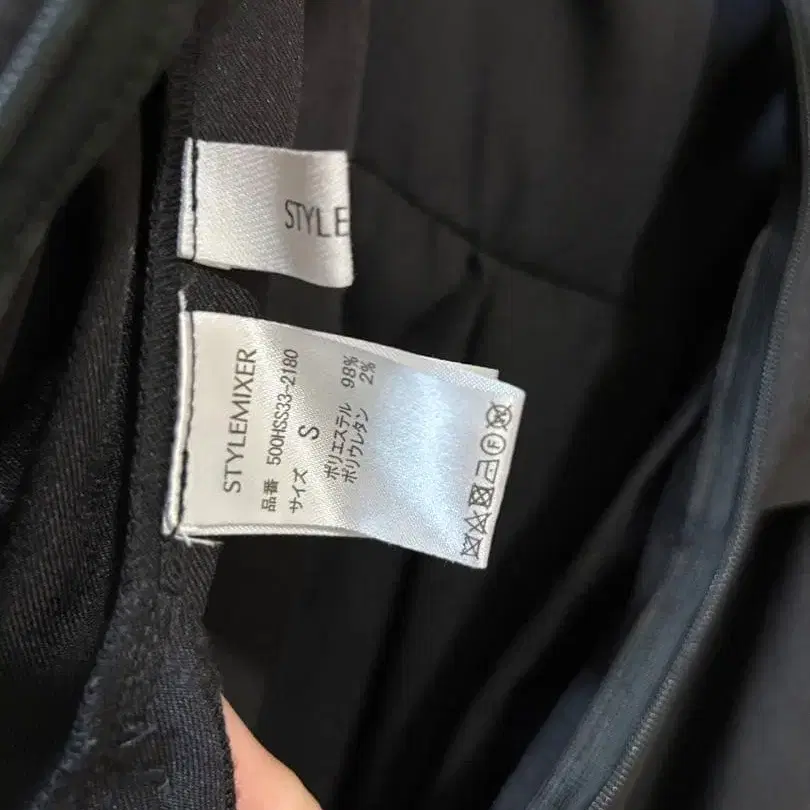 STYLE
STYLEMIXER
品番 500HSS33-2180
サイズ S
ポリエステル 98%
ポリウレタン 2%
F